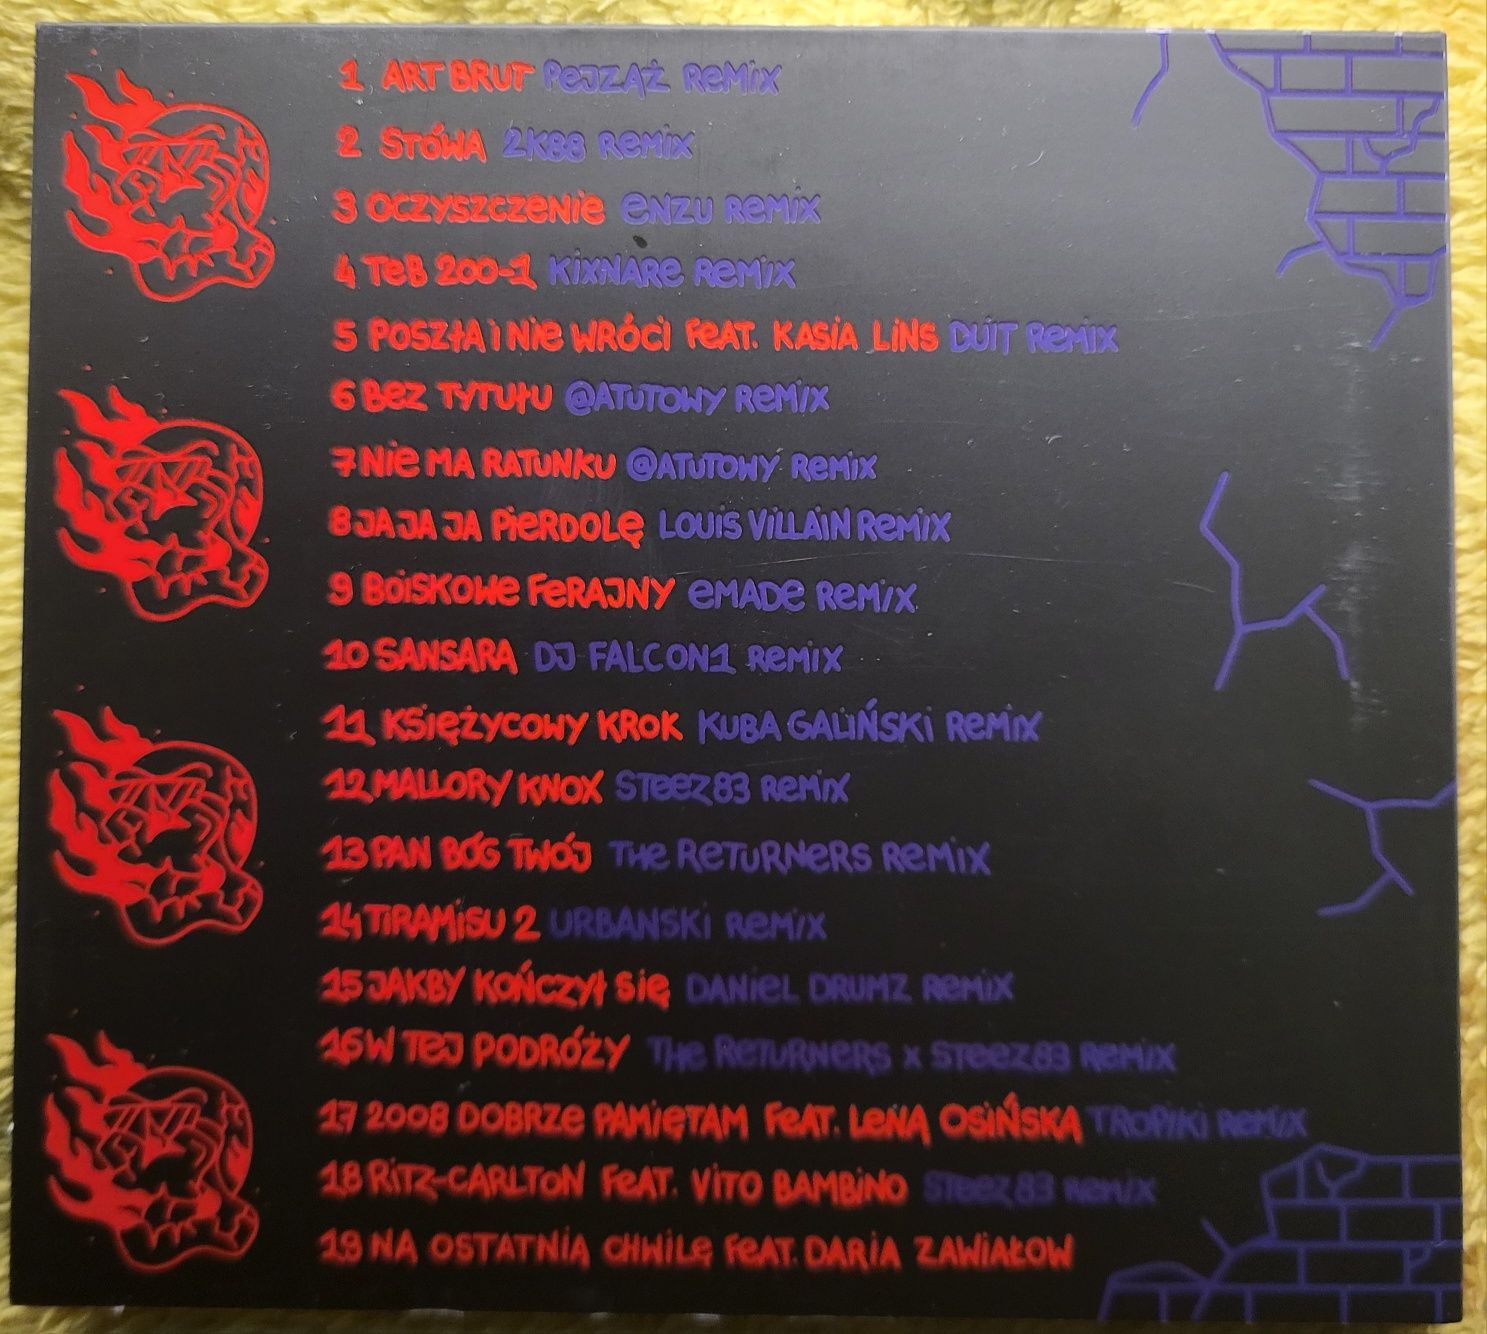 1 ART BRUT PEJZĄŻ REMIX
2 STÓWA 2K88 REMIX
3 OCZYSZCZENIE ENZU REMIX
4 TEB 200-1 KIXNARE REMIX
5 POSZŁA I NIE WRÓCI FEAT. KASIA LINS DUIT REMIX
6 BEZ TYTUŁU @ATUTOWY REMIX
7 NIE MA RATUNKU @ATUTOWY REMIX
8 JA JA JA PIERDOLĘ LOUIS VILLAIN REMIX
9 BOISKOWE FERAJNY EMADE REMIX
10 SANSARA DJ FALCON1 REMIX
11 KSIĘŻYCOWY KROK KUBA GALIŃSKI REMIX
12 MALLORY KNOX STEEZ83 REMIX
13 PAN BÓG TWÓJ THE RETURNERS REMIX
14 TIRAMISU 2 URBANSKI REMIX
15 JAKBY KOŃCZYŁ SIĘ DANIEL DRUMZ REMIX
16 W TEJ PODRÓŻY THE RETURNERS X STEEZ83 REMIX
17 2008 DOBRZE PAMIĘTAM FEAT. LENA OSIŃSKA TROPIKI REMIX
18 RITZ-CARLTON FEAT. VITO BAMBINO STEEZ83 REMIX
19 NA OSTATNIĄ CHWILĘ FEAT. DARIA ZAWIAŁOW